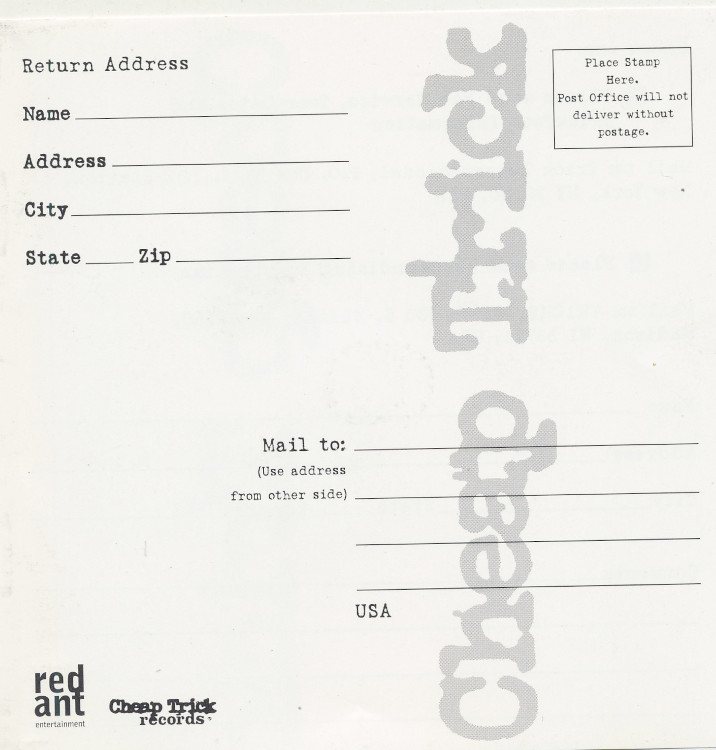 Return Address
Name
Address
City
State Zip
Place Stamp
Here.
Post Office will not
deliver without
postage.
Cheap Trick
Mail to:
(Use address
from other side)
USA
red
ant
entertainment
Cheap Trick
records